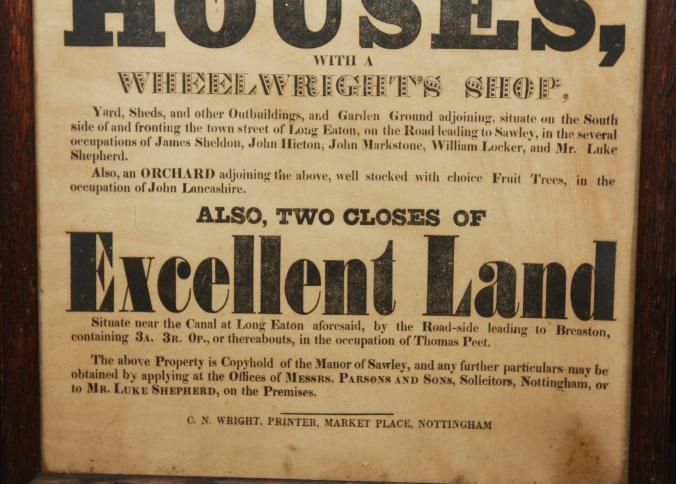 HOUSES,
WITH A
WHEELWRIGHT'S SHOP,
Yard, Sheds, and other Outbuildings, and Garden Ground adjoining, situate on the South
side of and fronting the town street of Long Eaton, on the Road leading to Sawley, in the several
occupations of James Sheldon, John Hicton, John Markstone, William Locker, and Mr. Luke
Shepherd.
Also, an ORCHARD adjoining the above, well stocked with choice Fruit Trees, in the
occupation of John Lancashire.
ALSO, TWO CLOSES OF
Excellent Land
Situate near the Canal at Long Eaton aforesaid, by the Road-side leading to Breaston,
containing 3A. 3R. 0P., or thereabouts, in the occupation of Thomas Peet.
The above Property is Copyhold of the Manor of Sawley, and any further particulars may be
obtained by applying at the Offices of MESSRS. PARSONS AND SONS, Solicitors, Nottingham, or
to MR. LUKE SHEPHERD, on the Premises.
C. N. WRIGHT, PRINTER, MARKET PLACE, NOTTINGHAM